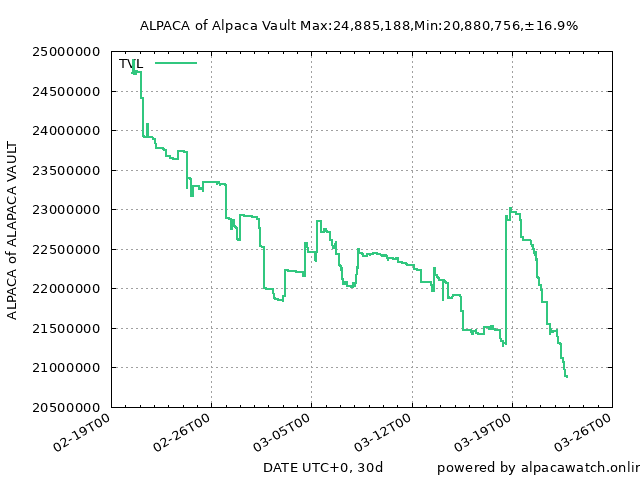 ALPACA of Alpaca Vault Max:24,885,188,Min:20,880,756,±16.9%
TVL
25000000
24500000
24000000
23500000
23000000
22500000
22000000
21500000
21000000
20500000
ALPACA of ALAPACA VAULT
02-19T00
02-26T00
03-05T00
03-12T00
03-19T00
03-26T00
DATE UTC+0, 30d
powered by alpacawatch.onlin